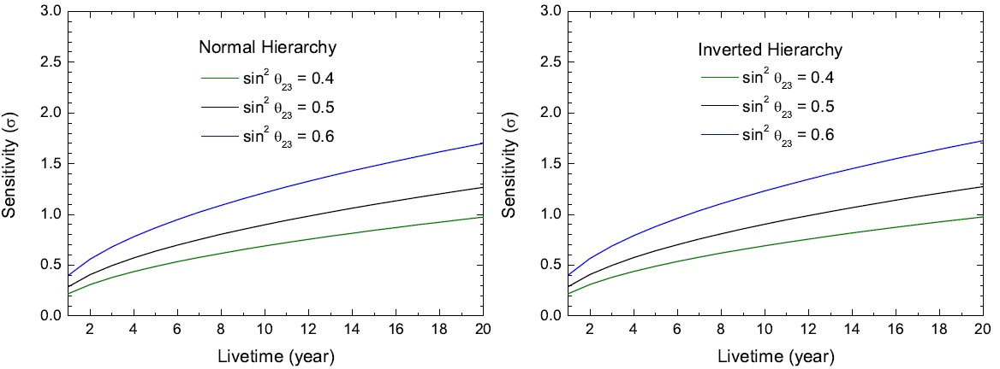 Normal Hierarchy
sin² θ₂₃ = 0.4
sin² θ₂₃ = 0.5
sin² θ₂₃ = 0.6
3.0
2.5
2.0
1.5
1.0
0.5
0.0
Sensitivity (σ)
2 4 6 8 10 12 14 16 18 20
Livetime (year)
Inverted Hierarchy
sin² θ₂₃ = 0.4
sin² θ₂₃ = 0.5
sin² θ₂₃ = 0.6
3.0
2.5
2.0
1.5
1.0
0.5
0.0
Sensitivity (σ)
2 4 6 8 10 12 14 16 18 20
Livetime (year)